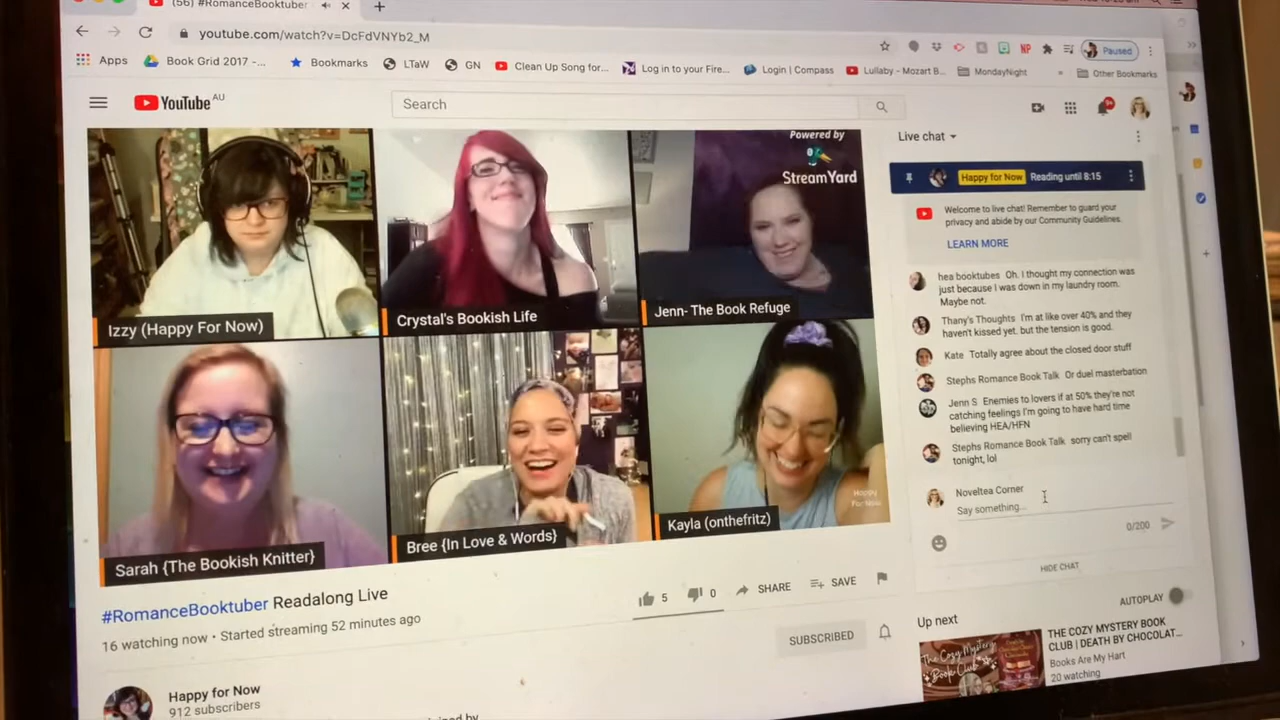 (56) #RomanceBooktuber
youtube.com/watch?v=DcFdVNYb2_M
Paused
Apps
Book Grid 2017 -...
Bookmarks
LTaW
GN
Clean Up Song for...
Log in to your Fire...
Login | Compass
Lullaby - Mozart B...
MondayNight
»
Other Bookmarks
NP
YouTube AU
Search
9+
Powered by
StreamYard
Izzy (Happy For Now)
Crystal's Bookish Life
Jenn- The Book Refuge
Sarah {The Bookish Knitter}
Bree {In Love & Words}
Kayla (onthefritz)
Happy
For Now
#RomanceBooktuber Readalong Live
16 watching now • Started streaming 52 minutes ago
5
0
SHARE
SAVE
SUBSCRIBED
Happy for Now
912 subscribers
Live chat
Happy for Now Reading until 8:15
Welcome to live chat! Remember to guard your
privacy and abide by our Community Guidelines.
LEARN MORE
hea booktubes Oh. I thought my connection was
just because I was down in my laundry room.
Maybe not.
Thany's Thoughts I'm at like over 40% and they
haven't kissed yet. but the tension is good.
Kate Totally agree about the closed door stuff
Stephs Romance Book Talk Or duel masterbation
Jenn S Enemies to lovers if at 50% they're not
catching feelings I'm going to have hard time
believing HEA/HFN
Stephs Romance Book Talk sorry can't spell
tonight, lol
Noveltea Corner
Say something...
0/200
HIDE CHAT
AUTOPLAY
Up next
The Cozy Mystery
Book Club
THE COZY MYSTERY BOOK
CLUB | DEATH BY CHOCOLAT...
Books Are My Hart
20 watching